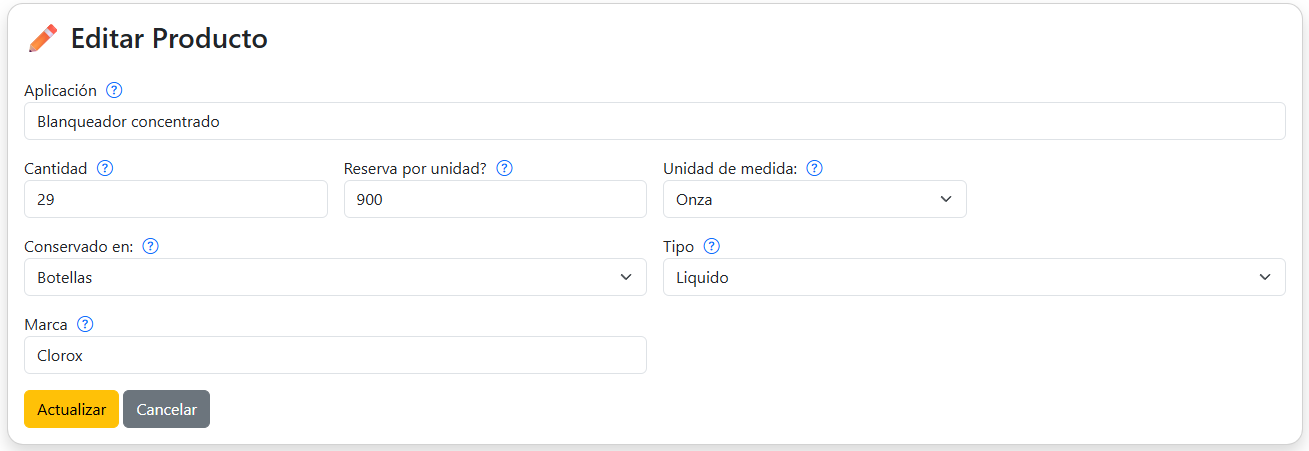 Editar Producto
Aplicación ?
Blanqueador concentrado
Cantidad ? Reserva por unidad? ? Unidad de medida: ?
29 900 Onza
Conservado en: ? Tipo ?
Botellas Liquido
Marca ?
Clorox
Actualizar Cancelar